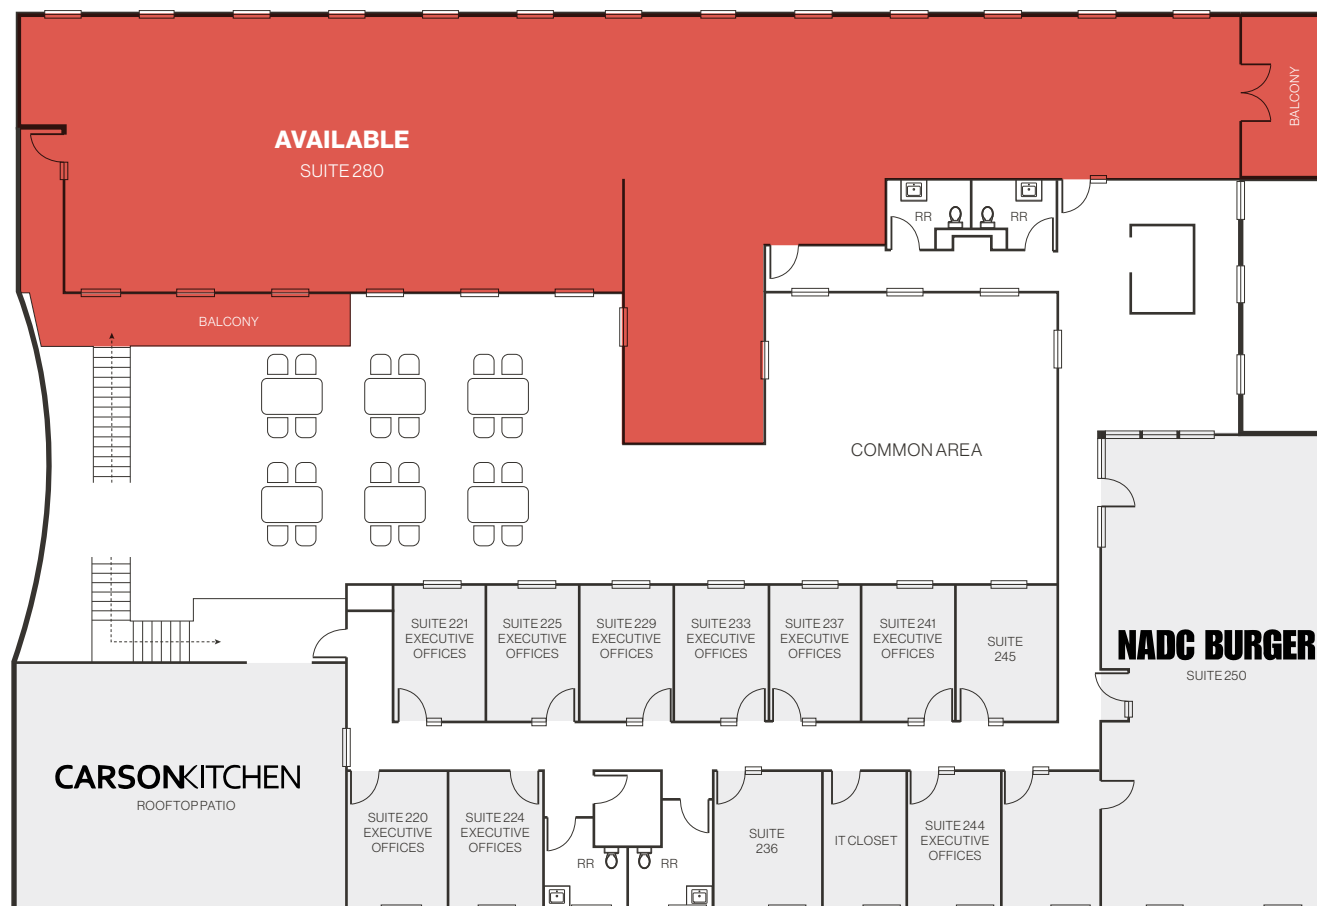 AVAILABLE
SUITE 280
BALCONY
BALCONY
RR
RR
COMMON AREA
SUITE 221
EXECUTIVE
OFFICES
SUITE 225
EXECUTIVE
OFFICES
SUITE 229
EXECUTIVE
OFFICES
SUITE 233
EXECUTIVE
OFFICES
SUITE 237
EXECUTIVE
OFFICES
SUITE 241
EXECUTIVE
OFFICES
SUITE
245
NADC BURGER
SUITE 250
CARSONKITCHEN
ROOFTOP PATIO
SUITE 220
EXECUTIVE
OFFICES
SUITE 224
EXECUTIVE
OFFICES
RR
RR
SUITE
236
IT CLOSET
SUITE 244
EXECUTIVE
OFFICES